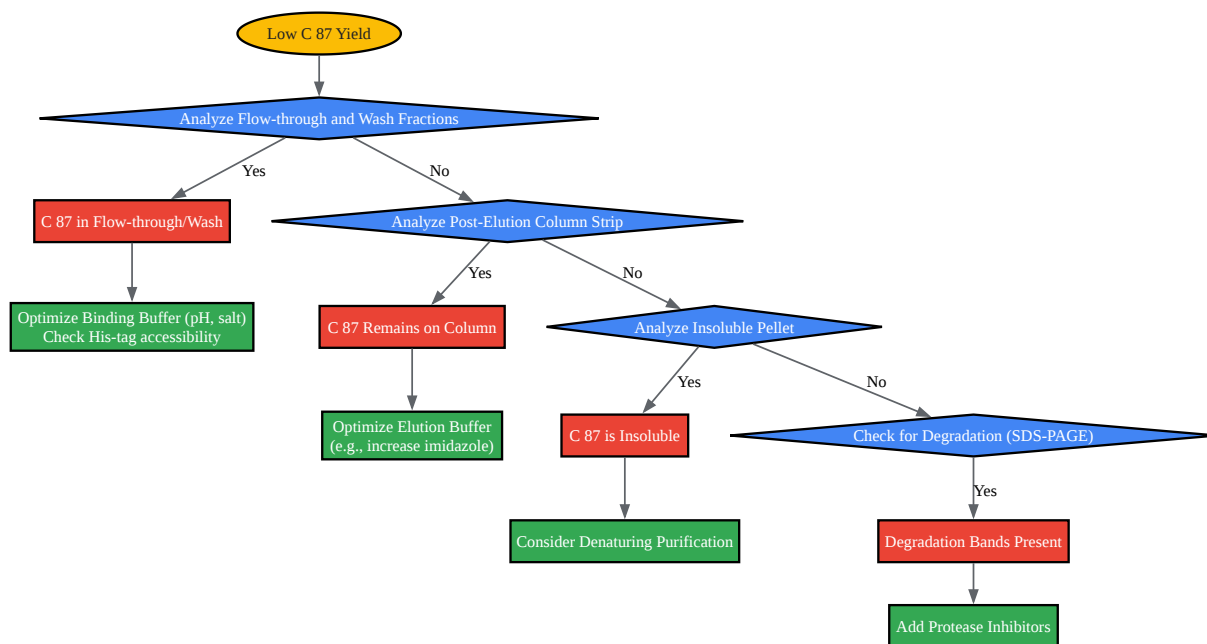 Low C 87 Yield
Analyze Flow-through and Wash Fractions
Yes
No
C 87 in Flow-through/Wash
Analyze Post-Elution Column Strip
Yes
No
Optimize Binding Buffer (pH, salt)
Check His-tag accessibility
C 87 Remains on Column
Analyze Insoluble Pellet
Yes
No
Optimize Elution Buffer
(e.g., increase imidazole)
C 87 is Insoluble
Check for Degradation (SDS-PAGE)
Yes
Consider Denaturing Purification
Degradation Bands Present
Add Protease Inhibitors